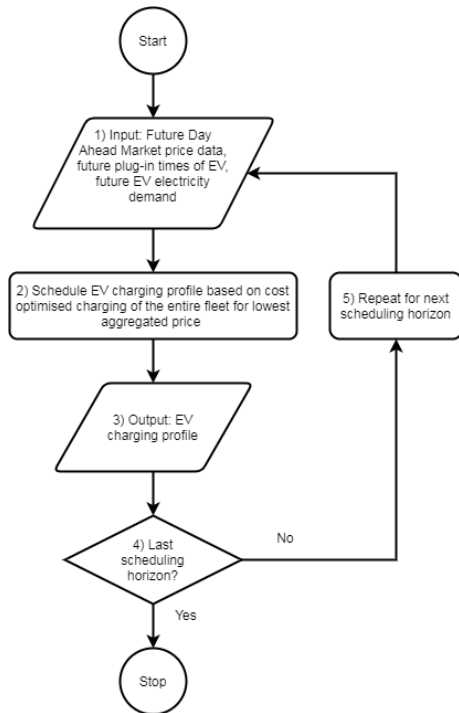 Start
1) Input: Future Day
Ahead Market price data,
future plug-in times of EV,
future EV electricity
demand
2) Schedule EV charging profile based on cost
optimised charging of the entire fleet for lowest
aggregated price
5) Repeat for next
scheduling horizon
3) Output: EV
charging profile
4) Last
scheduling
horizon?
No
Yes
Stop